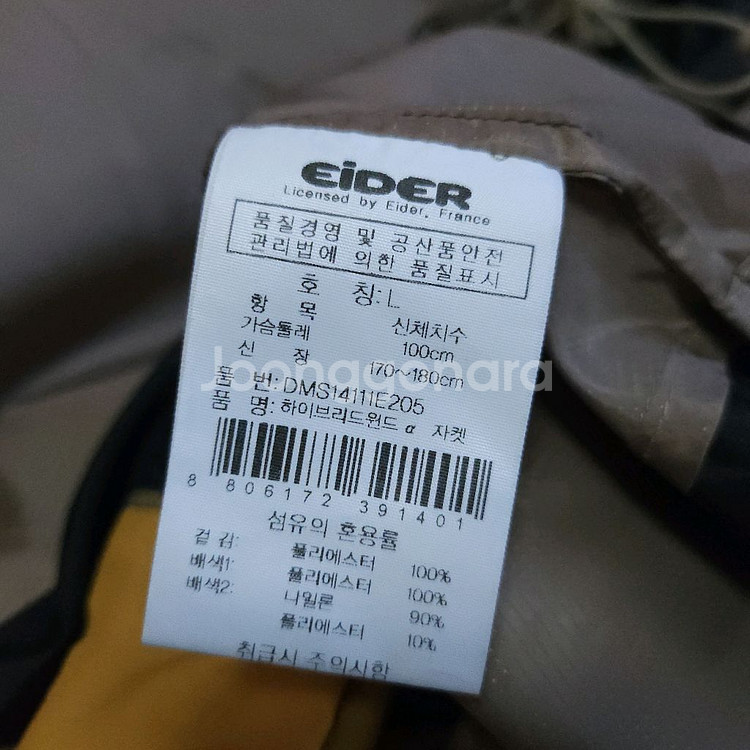 EiDER
Licensed by Eider, France
품질경영 및 공산품안전
관리법에 의한 품질표시
호 칭: L
항 목 신체치수
가슴둘레 100cm
신 장 170~180cm
Joonggonara
품 번: DMS14111E205
품 명: 하이브리드윈드 α 자켓
8 806172 391401
섬유의 혼용률
겉 감: 폴리에스터 100%
배색1: 폴리에스터 100%
배색2: 나일론 90%
폴리에스터 10%
취급시 주의사항